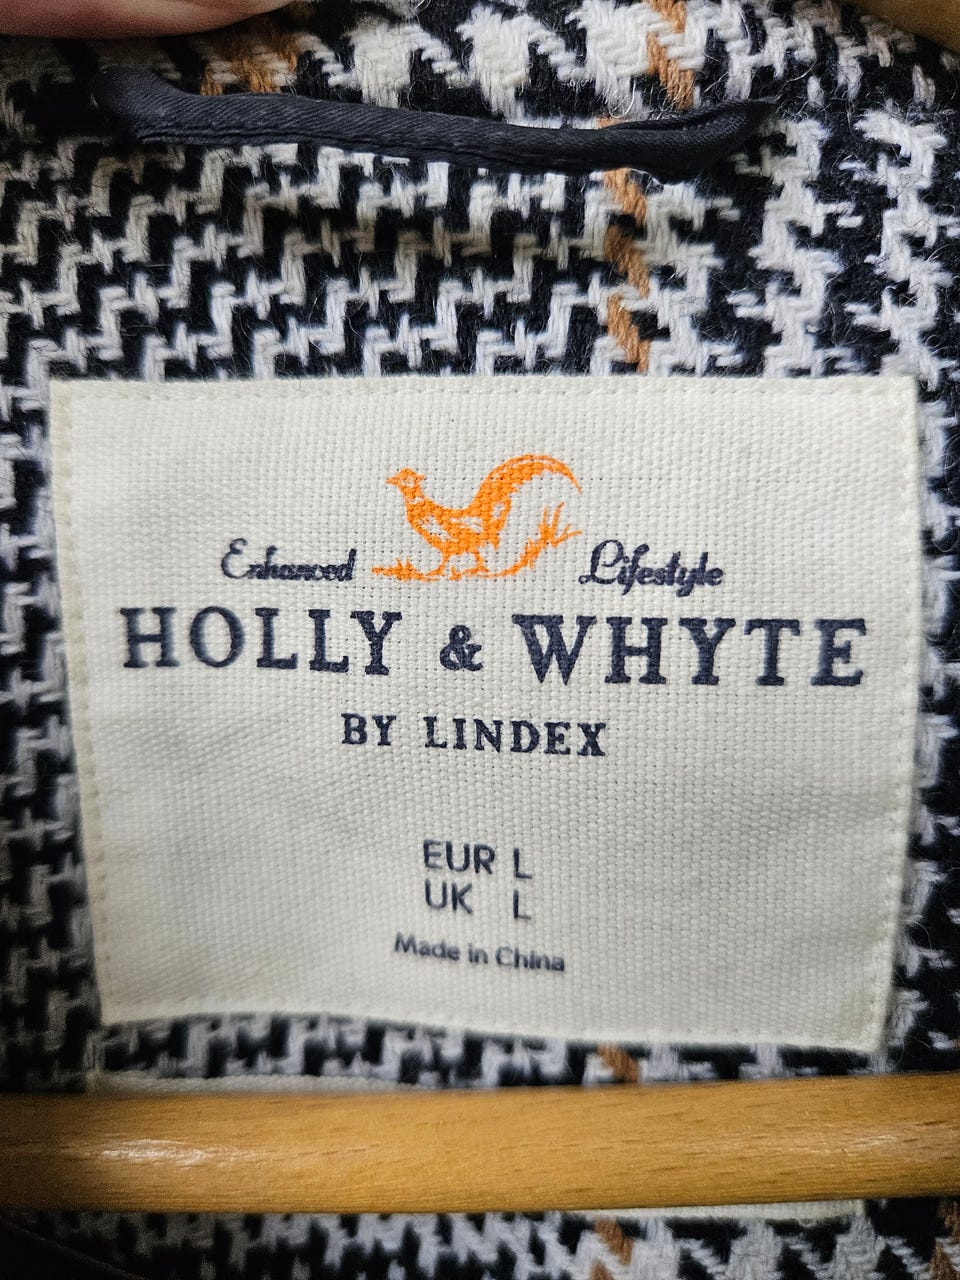 Enhanced Lifestyle
HOLLY & WHYTE
BY LINDEX
EUR L
UK L
Made in China